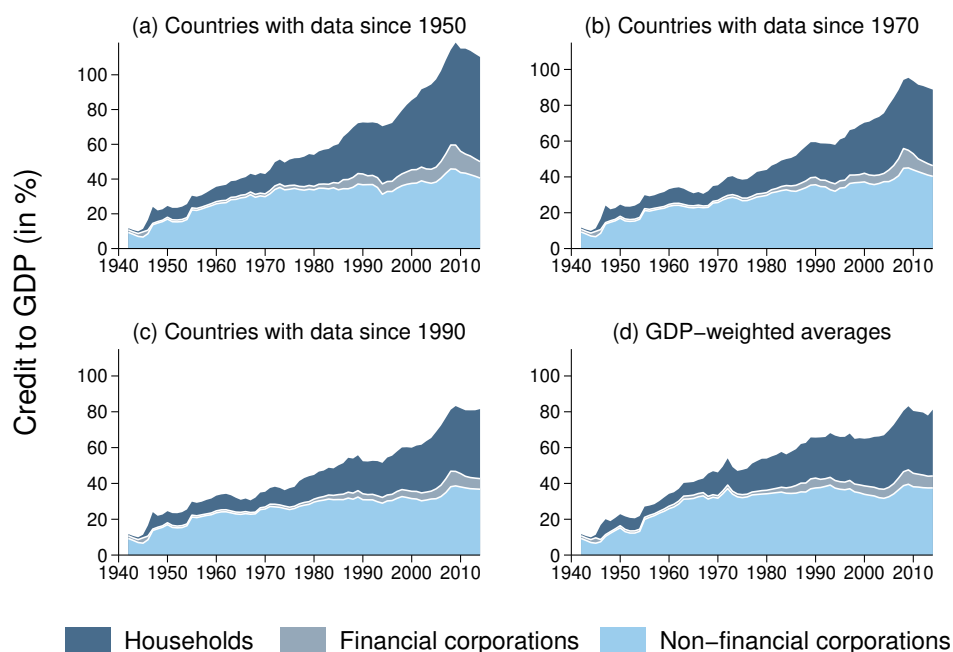 Credit to GDP (in %)
(a) Countries with data since 1950
100
80
60
40
20
0
1940 1950 1960 1970 1980 1990 2000 2010
(b) Countries with data since 1970
100
80
60
40
20
0
1940 1950 1960 1970 1980 1990 2000 2010
(c) Countries with data since 1990
100
80
60
40
20
0
1940 1950 1960 1970 1980 1990 2000 2010
(d) GDP−weighted averages
100
80
60
40
20
0
1940 1950 1960 1970 1980 1990 2000 2010
Households Financial corporations Non−financial corporations